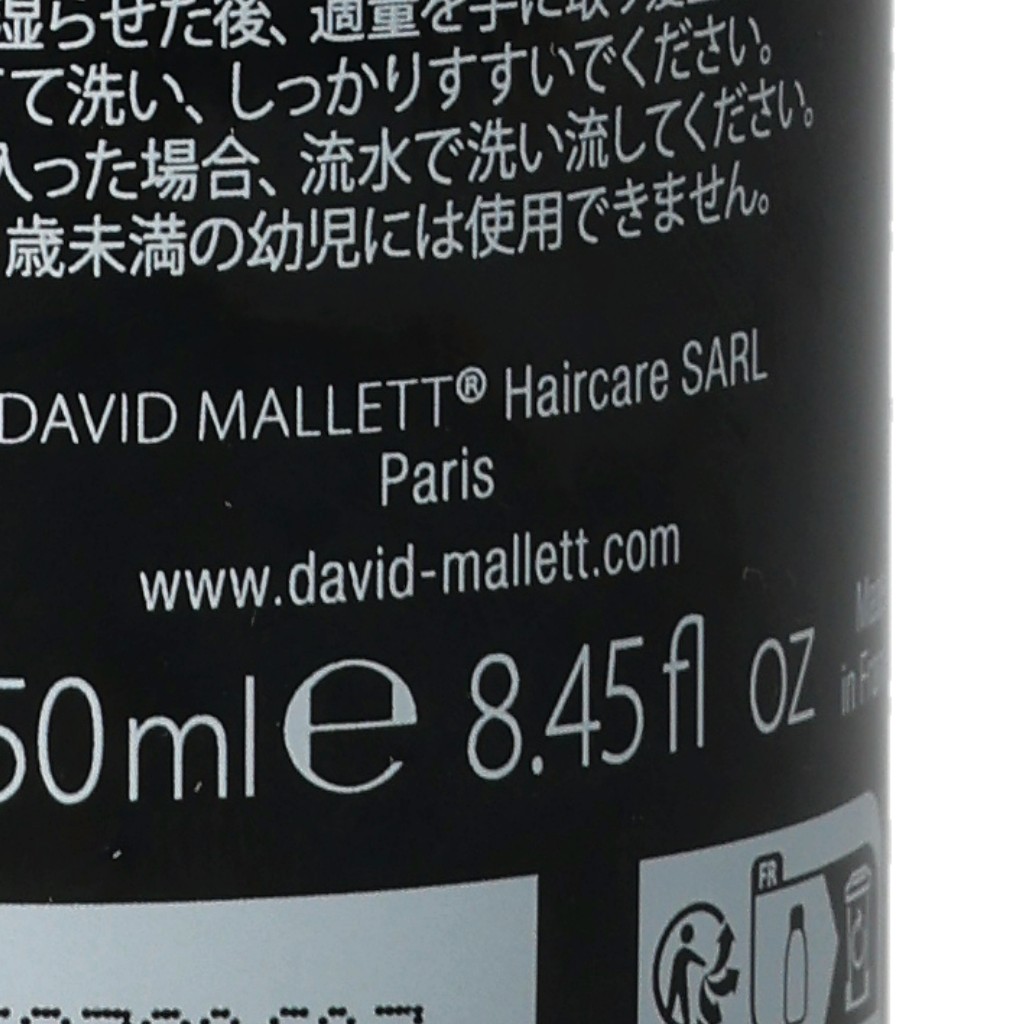 湿らせた後、適量を手に取り
て洗い、しっかりすすいでください。
入った場合、流水で洗い流してください。
歳未満の幼児には使用できません。
DAVID MALLETT® Haircare SARL
Paris
www.david-mallett.com
50ml e 8.45 fl oz
in
FR